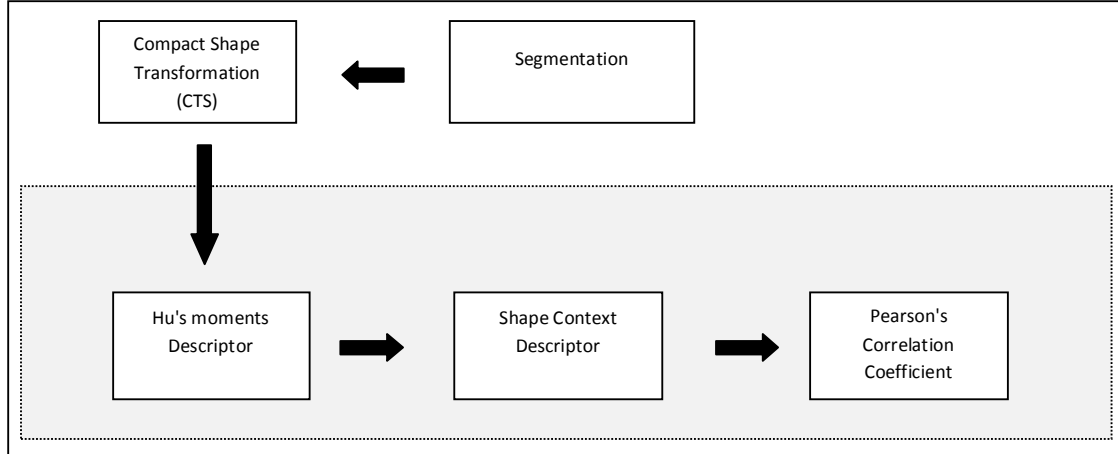 Compact Shape
Transformation
(CTS)
Segmentation
Hu's moments
Descriptor
Shape Context
Descriptor
Pearson's
Correlation
Coefficient